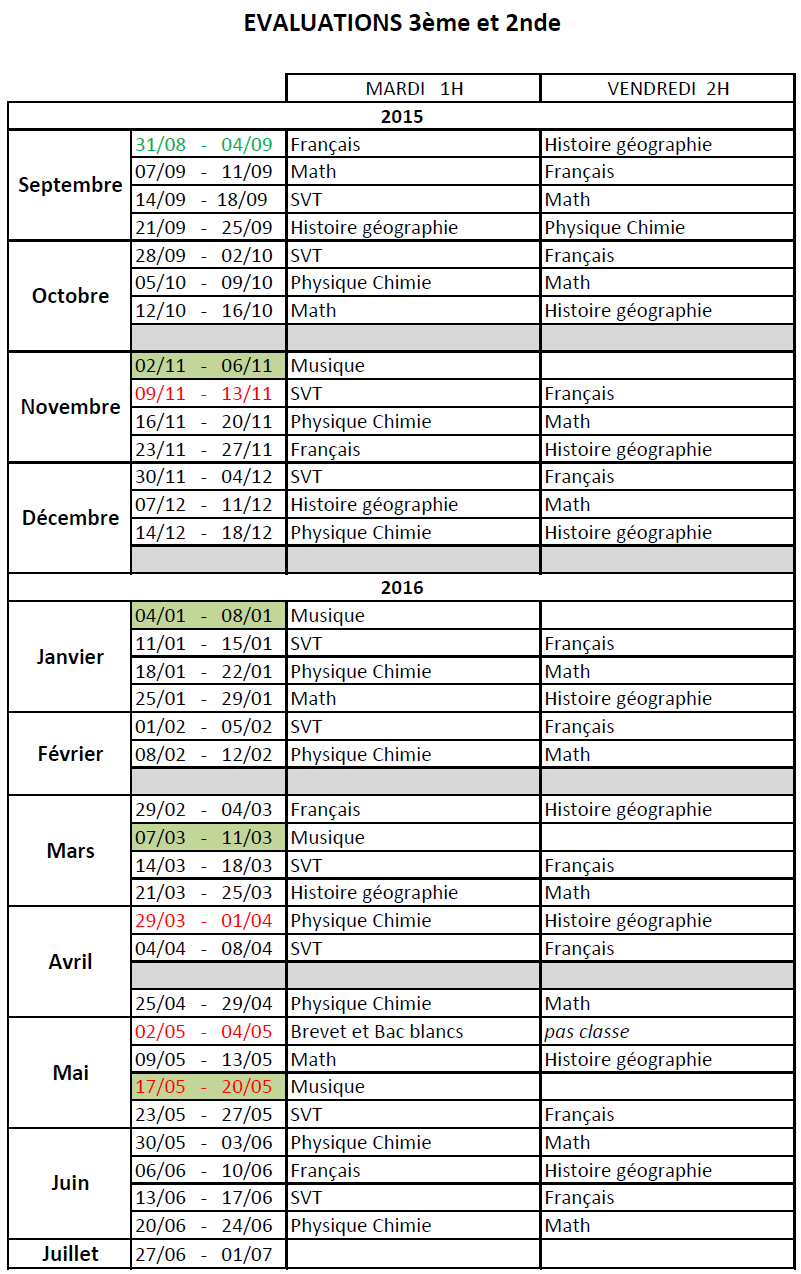 EVALUATIONS 3ème et 2nde
MARDI 1H VENDREDI 2H
2015
Septembre
31/08 - 04/09 Français Histoire géographie
07/09 - 11/09 Math Français
14/09 - 18/09 SVT Math
21/09 - 25/09 Histoire géographie Physique Chimie
Octobre
28/09 - 02/10 SVT Français
05/10 - 09/10 Physique Chimie Math
12/10 - 16/10 Math Histoire géographie
Novembre
02/11 - 06/11 Musique
09/11 - 13/11 SVT Français
16/11 - 20/11 Physique Chimie Math
23/11 - 27/11 Français Histoire géographie
Décembre
30/11 - 04/12 SVT Français
07/12 - 11/12 Histoire géographie Math
14/12 - 18/12 Physique Chimie Histoire géographie
2016
Janvier
04/01 - 08/01 Musique
11/01 - 15/01 SVT Français
18/01 - 22/01 Physique Chimie Math
25/01 - 29/01 Math Histoire géographie
Février
01/02 - 05/02 SVT Français
08/02 - 12/02 Physique Chimie Math
Mars
29/02 - 04/03 Français Histoire géographie
07/03 - 11/03 Musique
14/03 - 18/03 SVT Français
21/03 - 25/03 Histoire géographie Math
Avril
29/03 - 01/04 Physique Chimie Histoire géographie
04/04 - 08/04 SVT Français
25/04 - 29/04 Physique Chimie Math
Mai
02/05 - 04/05 Brevet et Bac blancs pas classe
09/05 - 13/05 Math Histoire géographie
17/05 - 20/05 Musique
23/05 - 27/05 SVT Français
Juin
30/05 - 03/06 Physique Chimie Math
06/06 - 10/06 Français Histoire géographie
13/06 - 17/06 SVT Français
20/06 - 24/06 Physique Chimie Math
Juillet
27/06 - 01/07